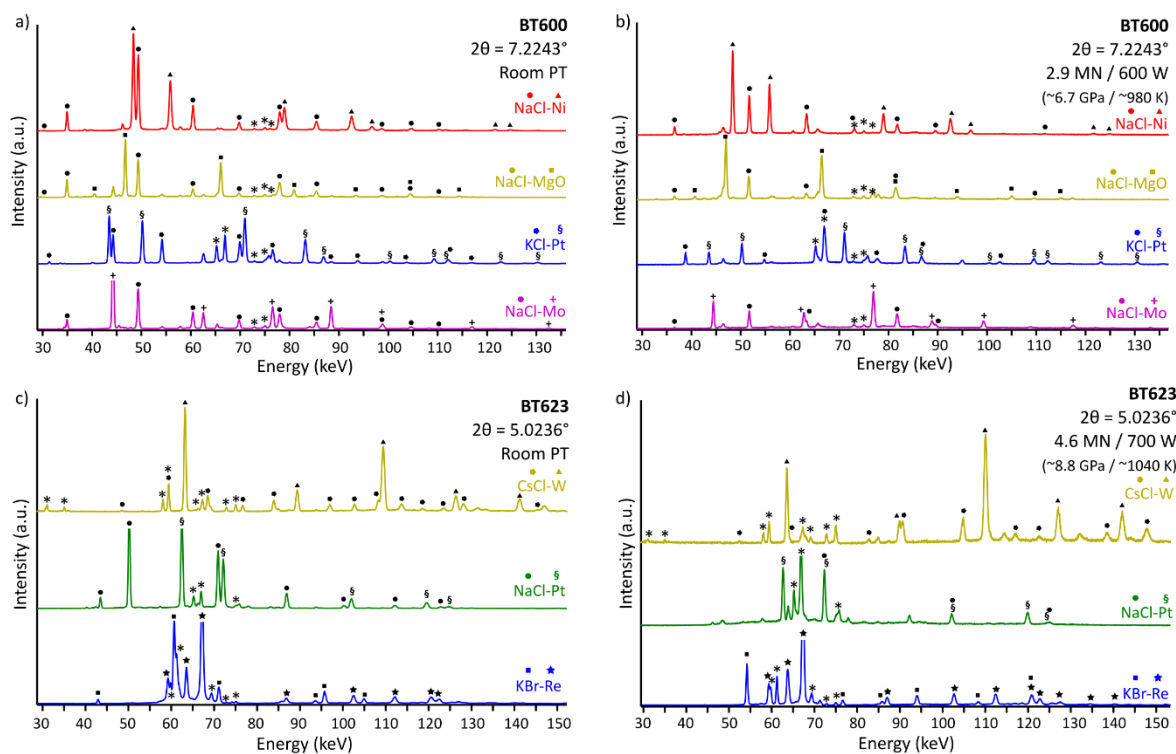 a)
BT600
2θ = 7.2243°
Room PT
NaCl-Ni
NaCl-MgO
KCl-Pt
NaCl-Mo
Intensity (a.u.)
30 40 50 60 70 80 90 100 110 120 130
Energy (keV)
b)
BT600
2θ = 7.2243°
2.9 MN / 600 W
(~6.7 GPa / ~980 K)
NaCl-Ni
NaCl-MgO
KCl-Pt
NaCl-Mo
Intensity (a.u.)
30 40 50 60 70 80 90 100 110 120 130
Energy (keV)
c)
BT623
2θ = 5.0236°
Room PT
CsCl-W
NaCl-Pt
KBr-Re
Intensity (a.u.)
30 40 50 60 70 80 90 100 110 120 130 140 150
Energy (keV)
d)
BT623
2θ = 5.0236°
4.6 MN / 700 W
(~8.8 GPa / ~1040 K)
CsCl-W
NaCl-Pt
KBr-Re
Intensity (a.u.)
30 40 50 60 70 80 90 100 110 120 130 140 150
Energy (keV)